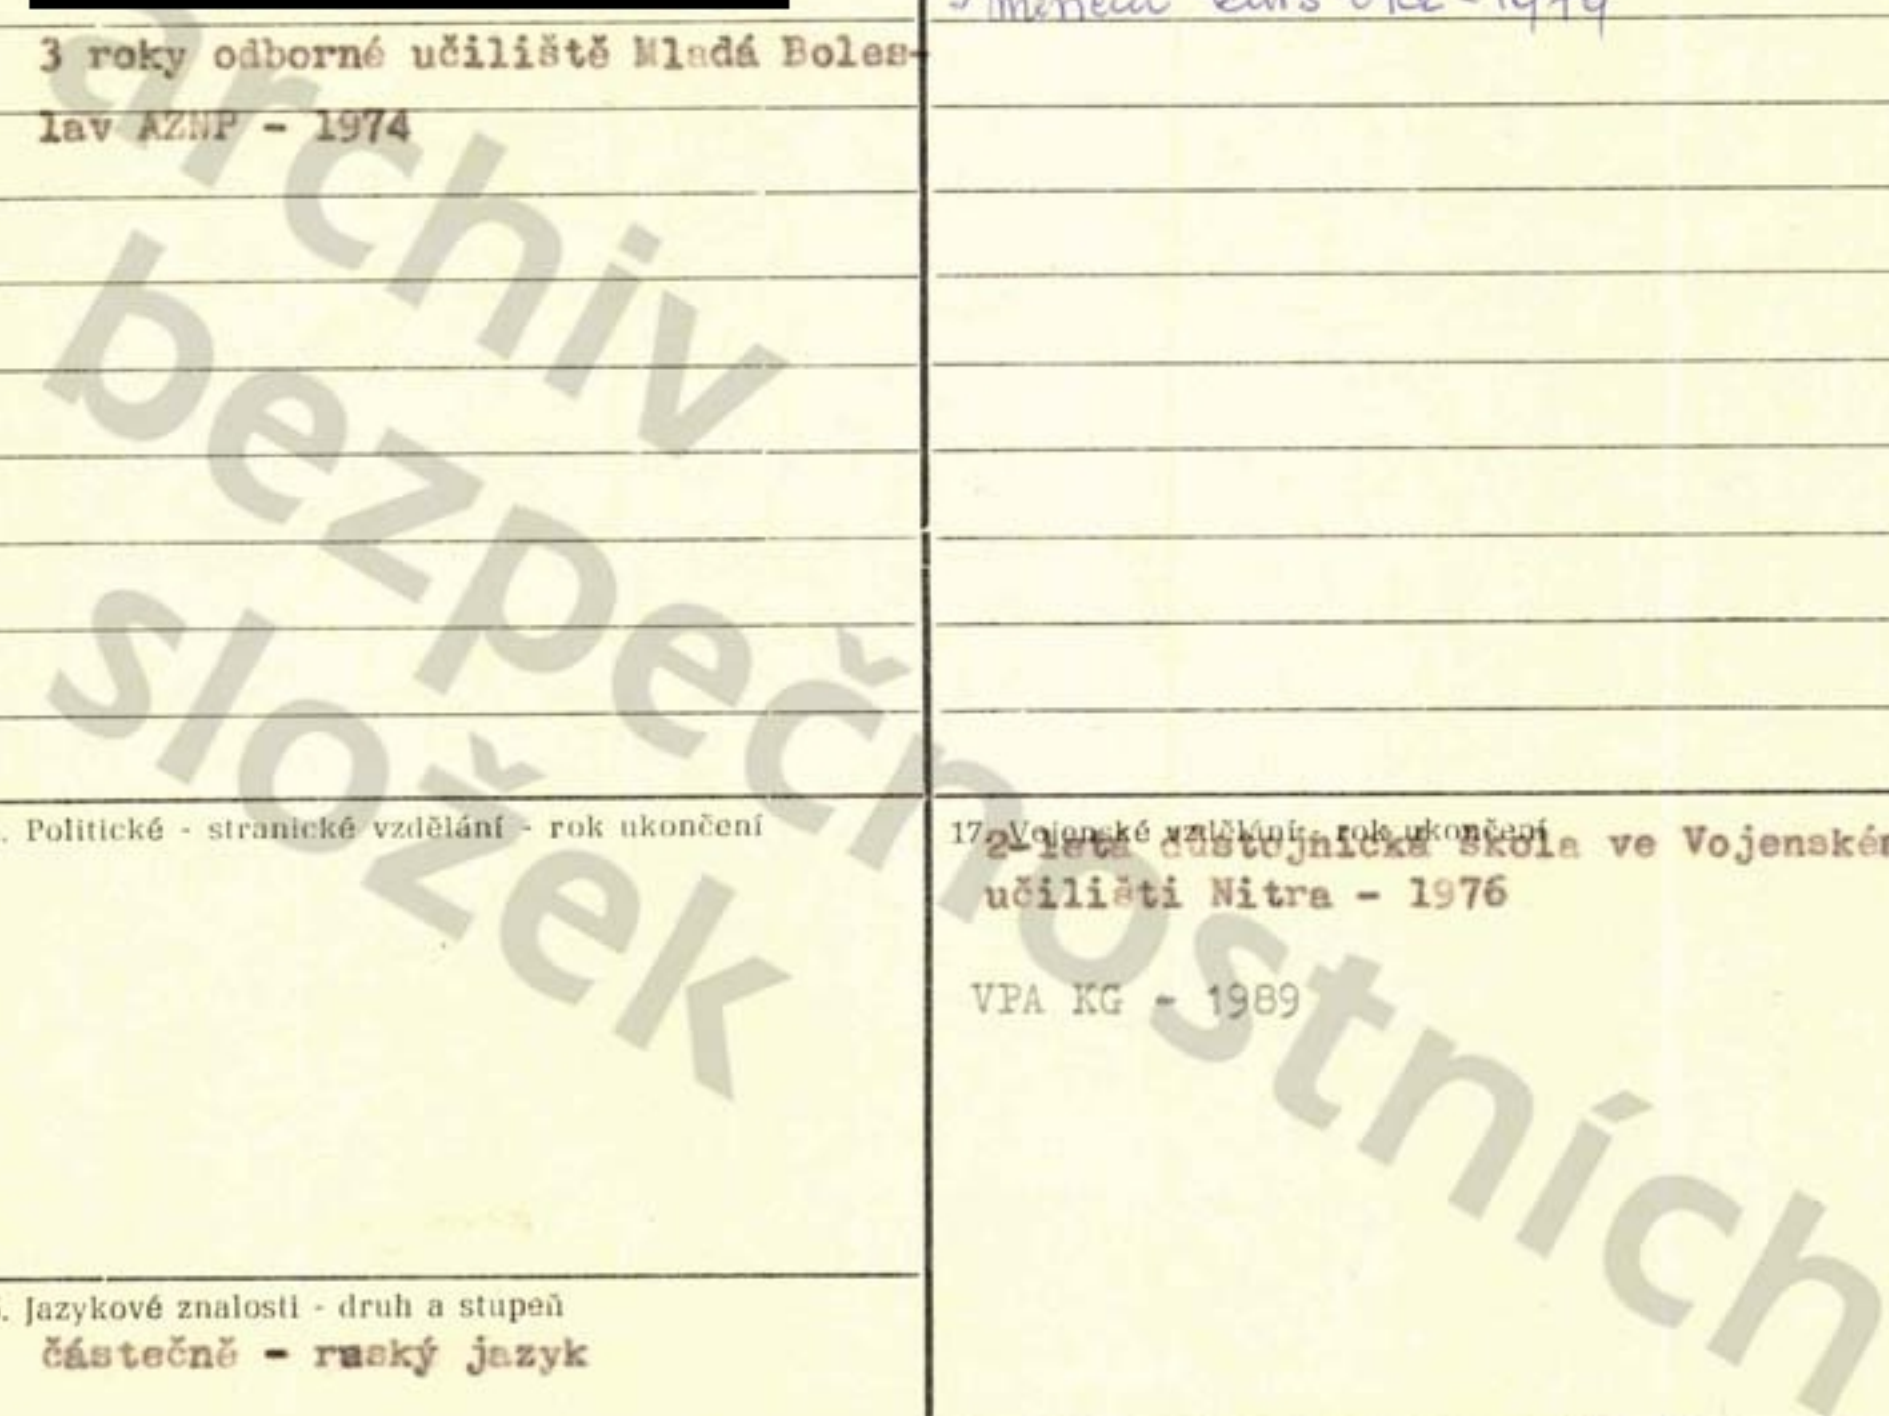 3 roky odborné učiliště Mladá Boles-
lav AZNP - 1974
. Politické - stranické vzdělání - rok ukončení
. Jazykové znalosti - druh a stupeň
částečně - ruský jazyk
kurs 1979
17. Vojenské vzdělání - rok ukončení
2-letá důstojnická škola ve Vojenském
učilišti Nitra - 1976
VPA KG - 1989
archiv
bezpečnostních
složek